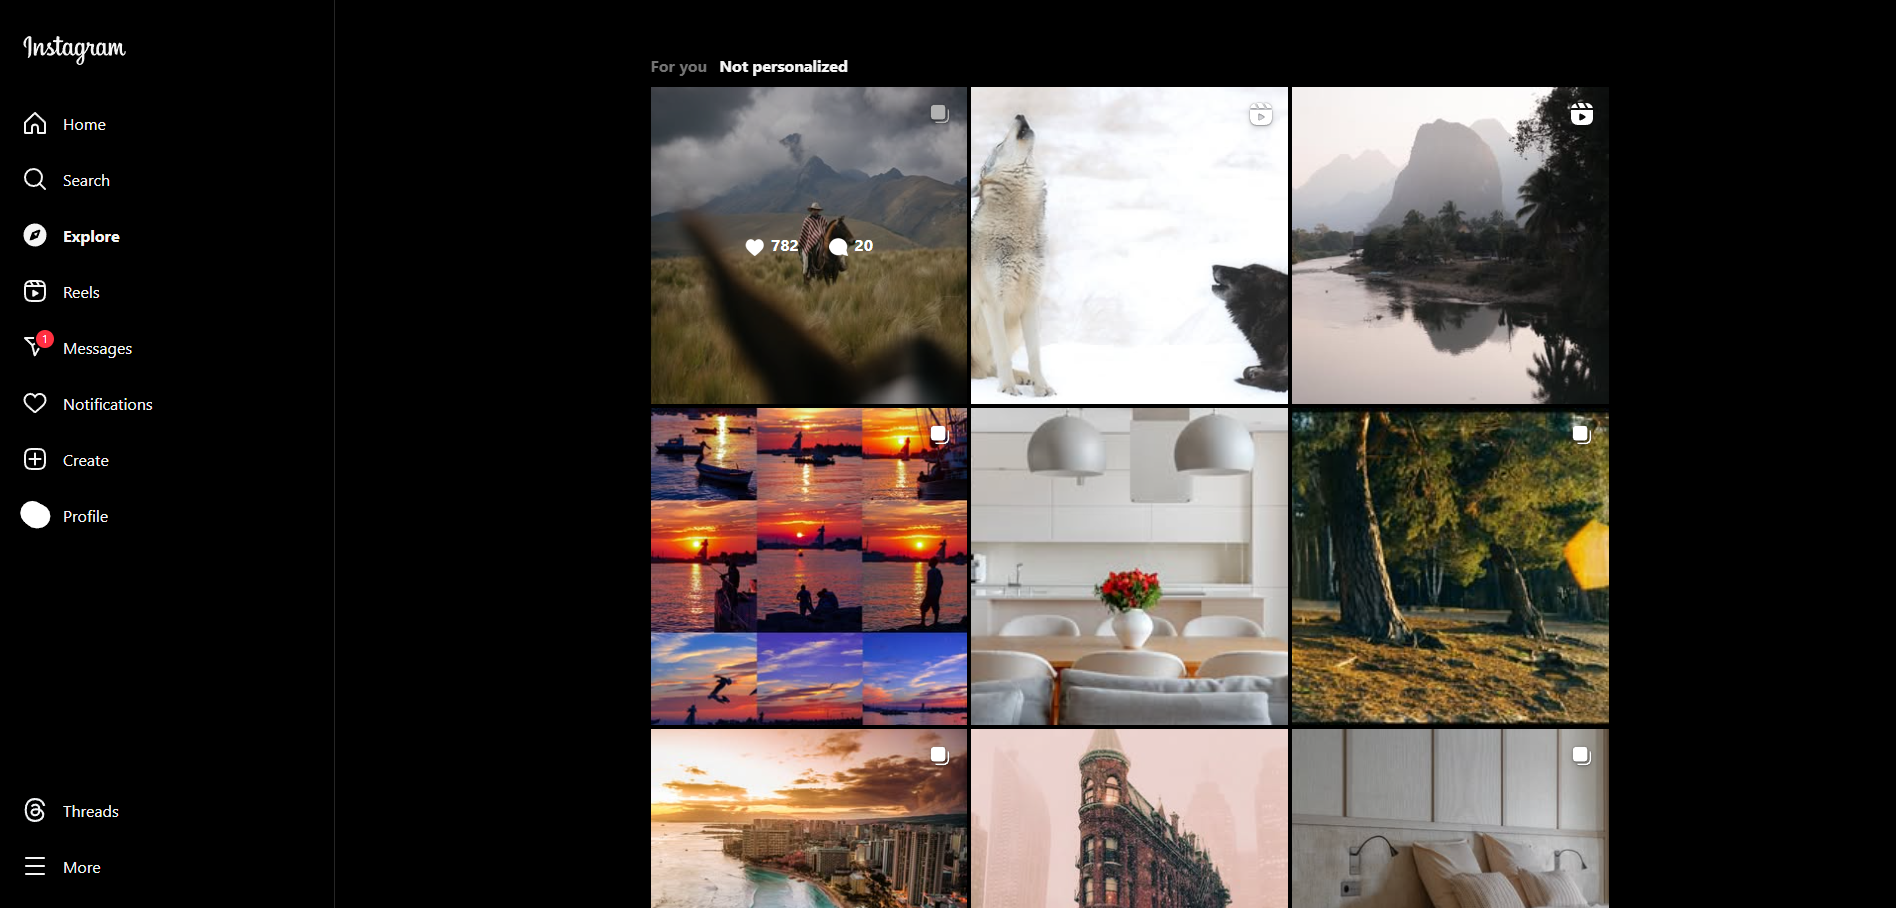 Instagram
Home
Search
Explore
Reels
1
Messages
Notifications
Create
Profile
Threads
More
For you Not personalized
782 20